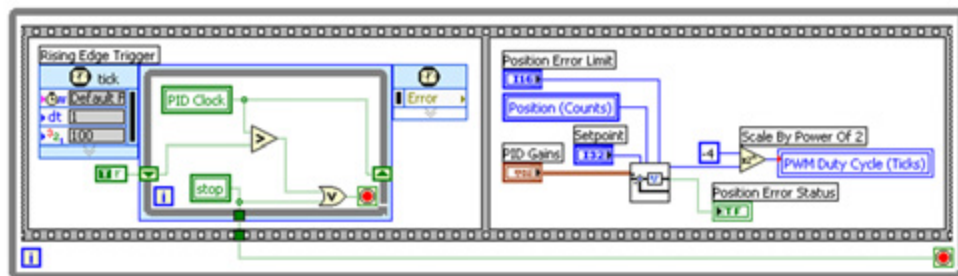 Rising Edge Trigger
tick
Default
dt
1
100
PID Clock
>
TF
i
stop
V
Error
Position Error Limit
I16
Position (Counts)
Setpoint
I32
PID Gains
-4
Scale By Power Of 2
PWM Duty Cycle (Ticks)
Position Error Status
TF
i